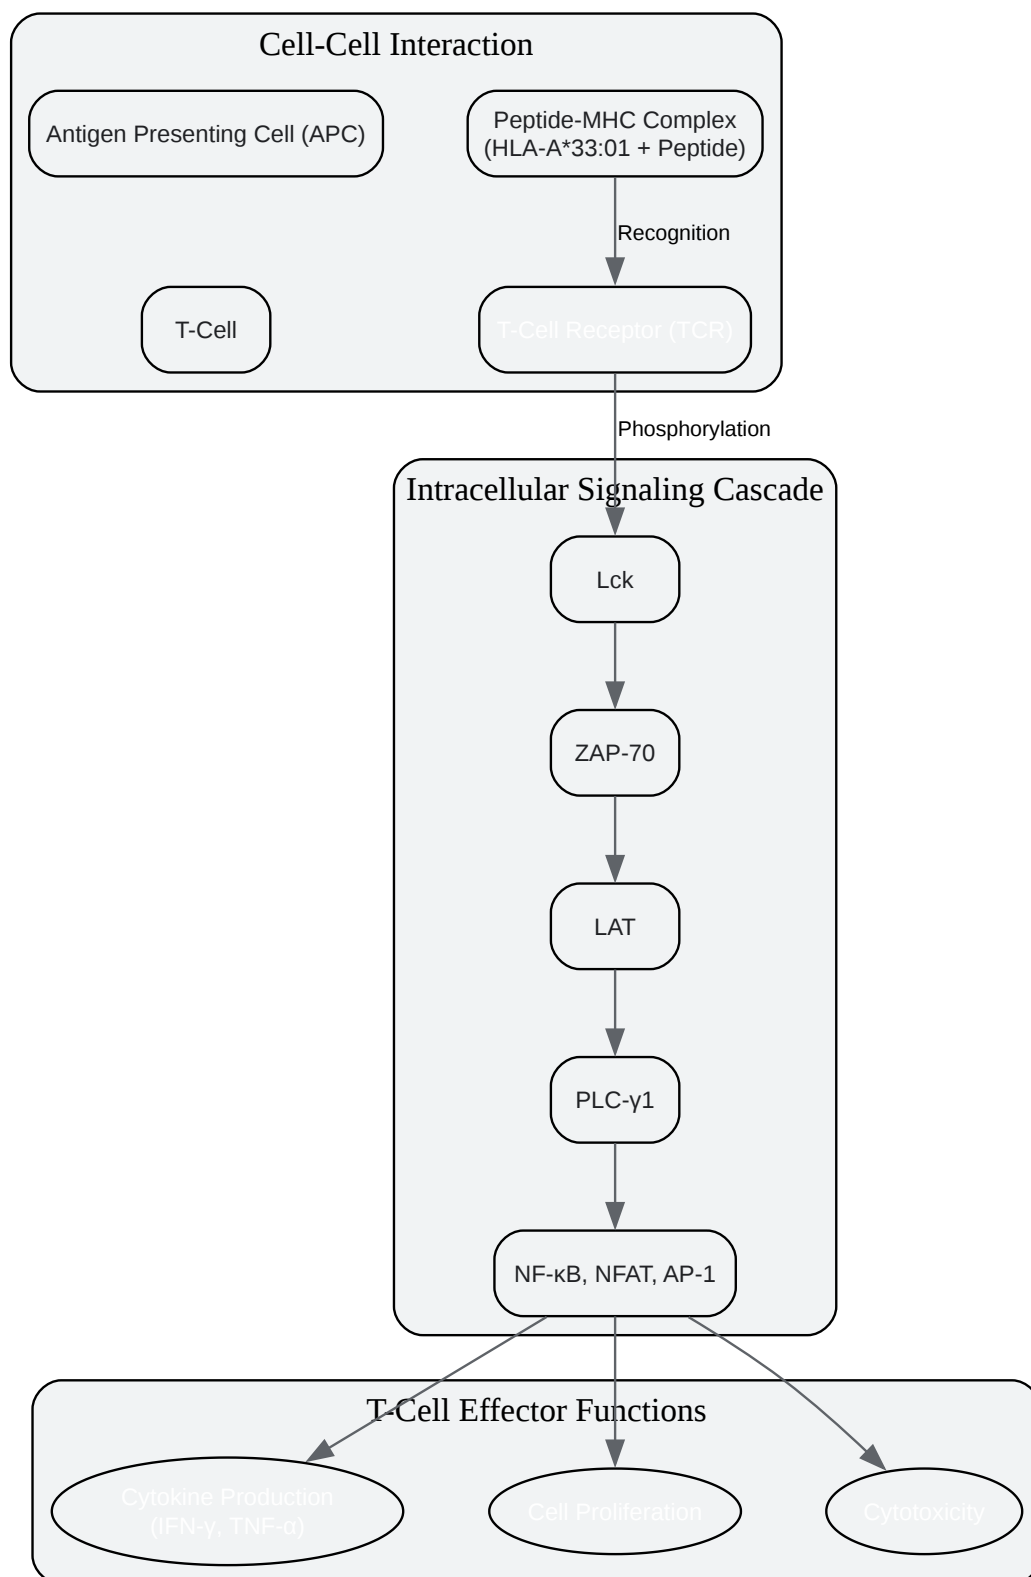 Cell-Cell Interaction
Antigen Presenting Cell (APC)
Peptide-MHC Complex
(HLA-A*33:01 + Peptide)
Recognition
T-Cell
T-Cell Receptor (TCR)
Phosphorylation
Intracellular Signaling Cascade
Lck
ZAP-70
LAT
PLC-γ1
NF-κB, NFAT, AP-1
T-Cell Effector Functions
Cytokine Production
(IFN-γ, TNF-α)
Cell Proliferation
Cytotoxicity